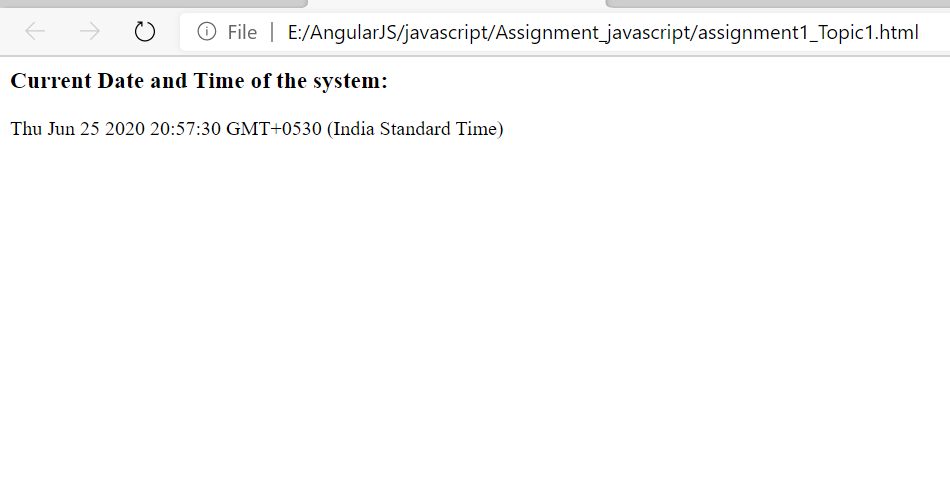 File | E:/AngularJS/javascript/Assignment_javascript/assignment1_Topic1.html
Current Date and Time of the system:
Thu Jun 25 2020 20:57:30 GMT+0530 (India Standard Time)